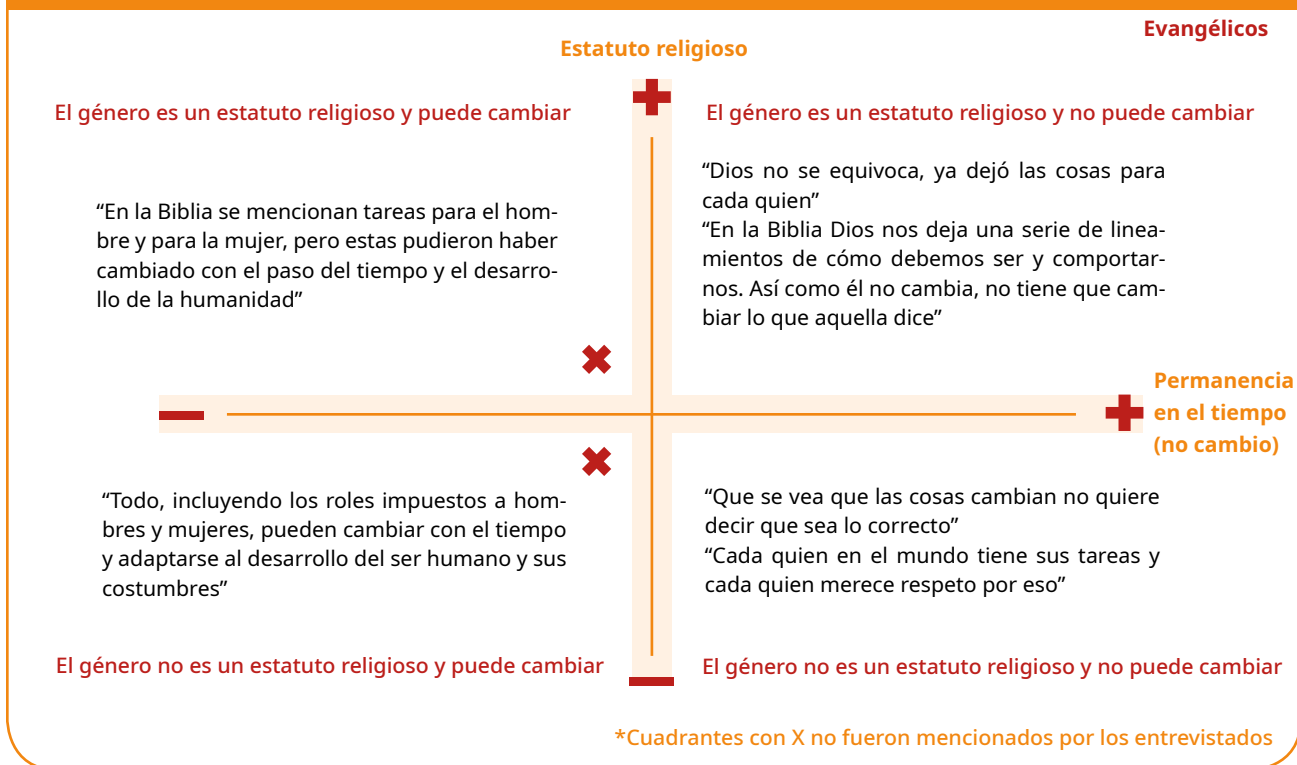 Evangélicos
Estatuto religioso
El género es un estatuto religioso y puede cambiar
“En la Biblia se mencionan tareas para el hom-
bre y para la mujer, pero estas pudieron haber
cambiado con el paso del tiempo y el desarro-
llo de la humanidad”
El género es un estatuto religioso y no puede cambiar
“Dios no se equivoca, ya dejó las cosas para
cada quien”
“En la Biblia Dios nos deja una serie de linea-
mientos de cómo debemos ser y comportar-
nos. Así como él no cambia, no tiene que cam-
biar lo que aquella dice”
Permanencia
en el tiempo
(no cambio)
“Todo, incluyendo los roles impuestos a hom-
bres y mujeres, pueden cambiar con el tiempo
y adaptarse al desarrollo del ser humano y sus
costumbres”
El género no es un estatuto religioso y puede cambiar
“Que se vea que las cosas cambian no quiere
decir que sea lo correcto”
“Cada quien en el mundo tiene sus tareas y
cada quien merece respeto por eso”
El género no es un estatuto religioso y no puede cambiar
*Cuadrantes con X no fueron mencionados por los entrevistados